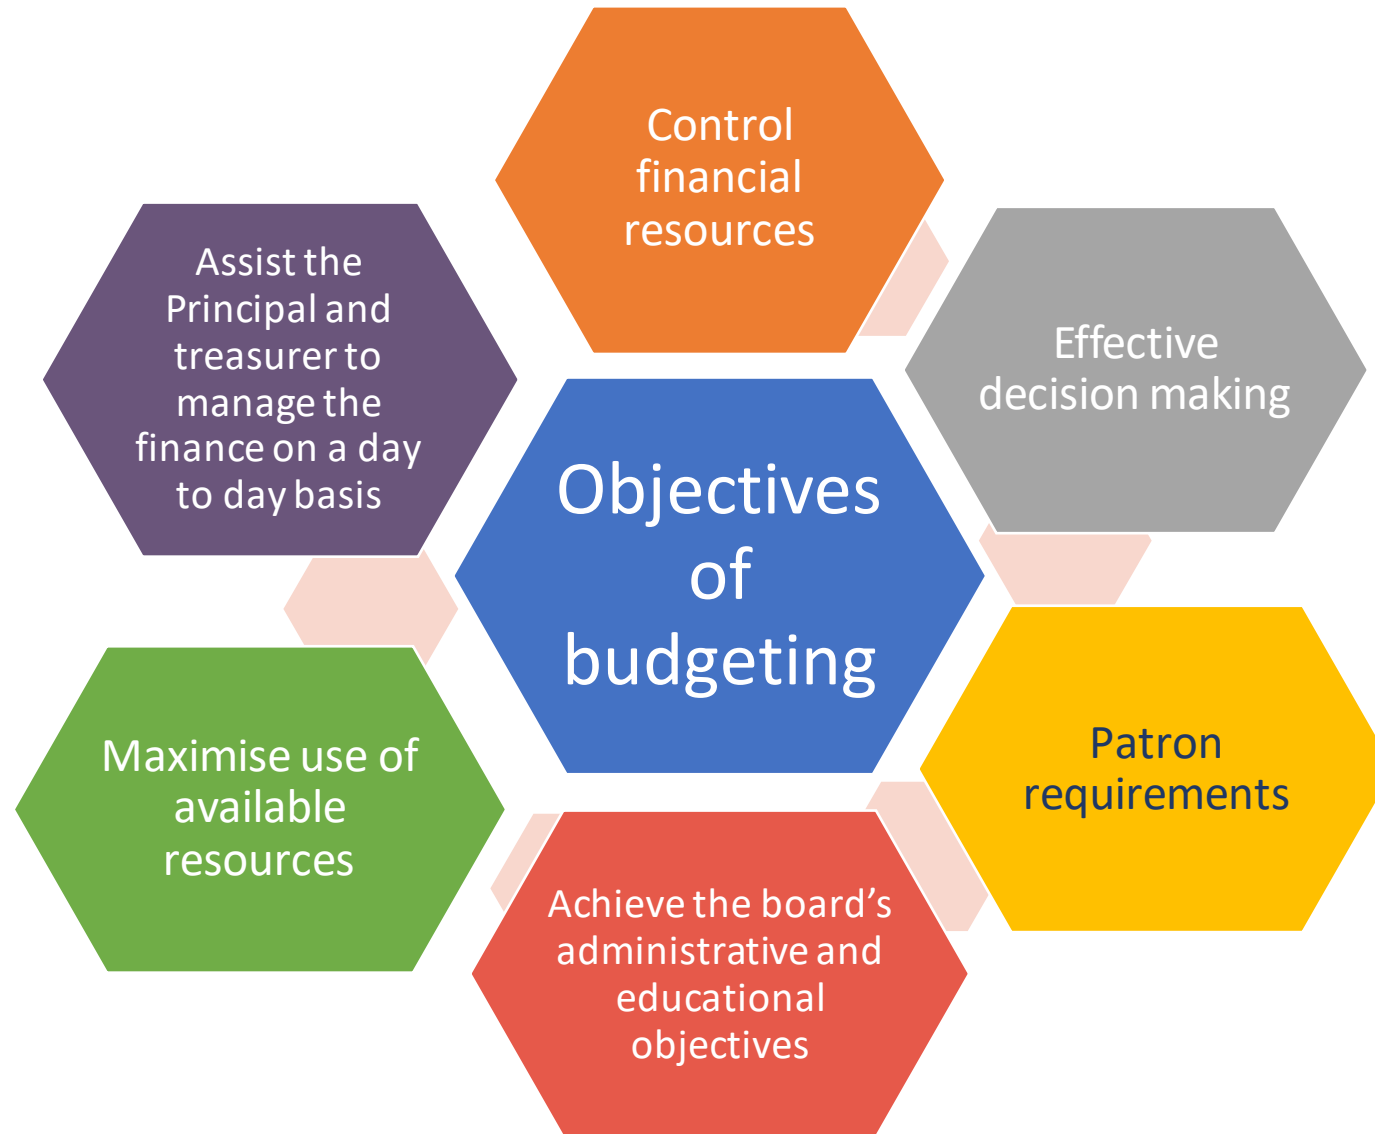 Control
financial
resources
Assist the
Principal and
treasurer to
manage the
finance on a day
to day basis
Effective
decision making
Objectives
of
budgeting
Maximise use of
available
resources
Patron
requirements
Achieve the board’s
administrative and
educational
objectives